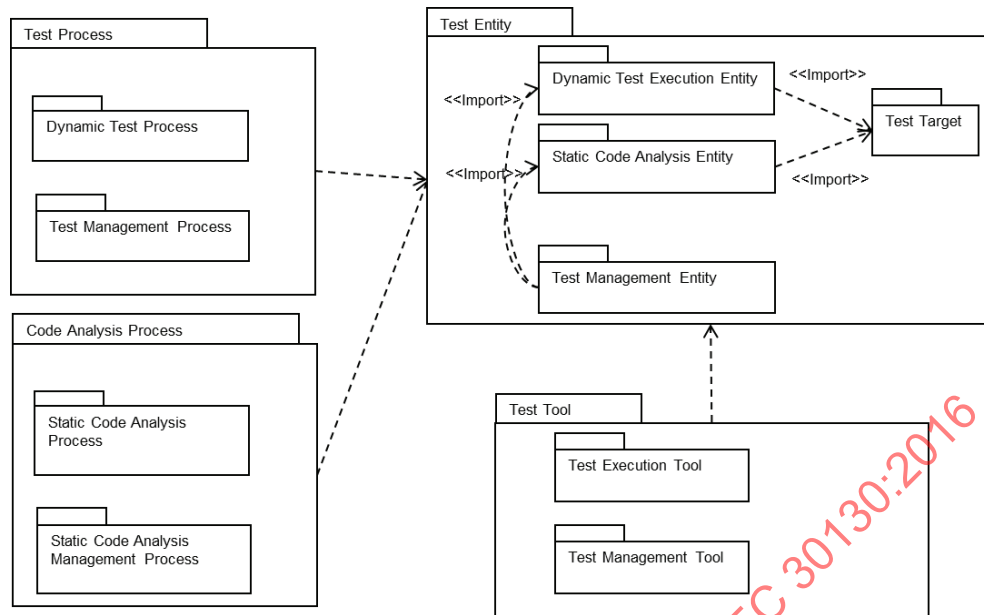 Test Process
Dynamic Test Process
Test Management Process
Code Analysis Process
Static Code Analysis
Process
Static Code Analysis
Management Process
Test Entity
Dynamic Test Execution Entity
<<Import>>
<<Import>>
Test Target
Static Code Analysis Entity
<<Import>>
<<Import>>
Test Management Entity
Test Tool
Test Execution Tool
Test Management Tool
EC 30130:2016